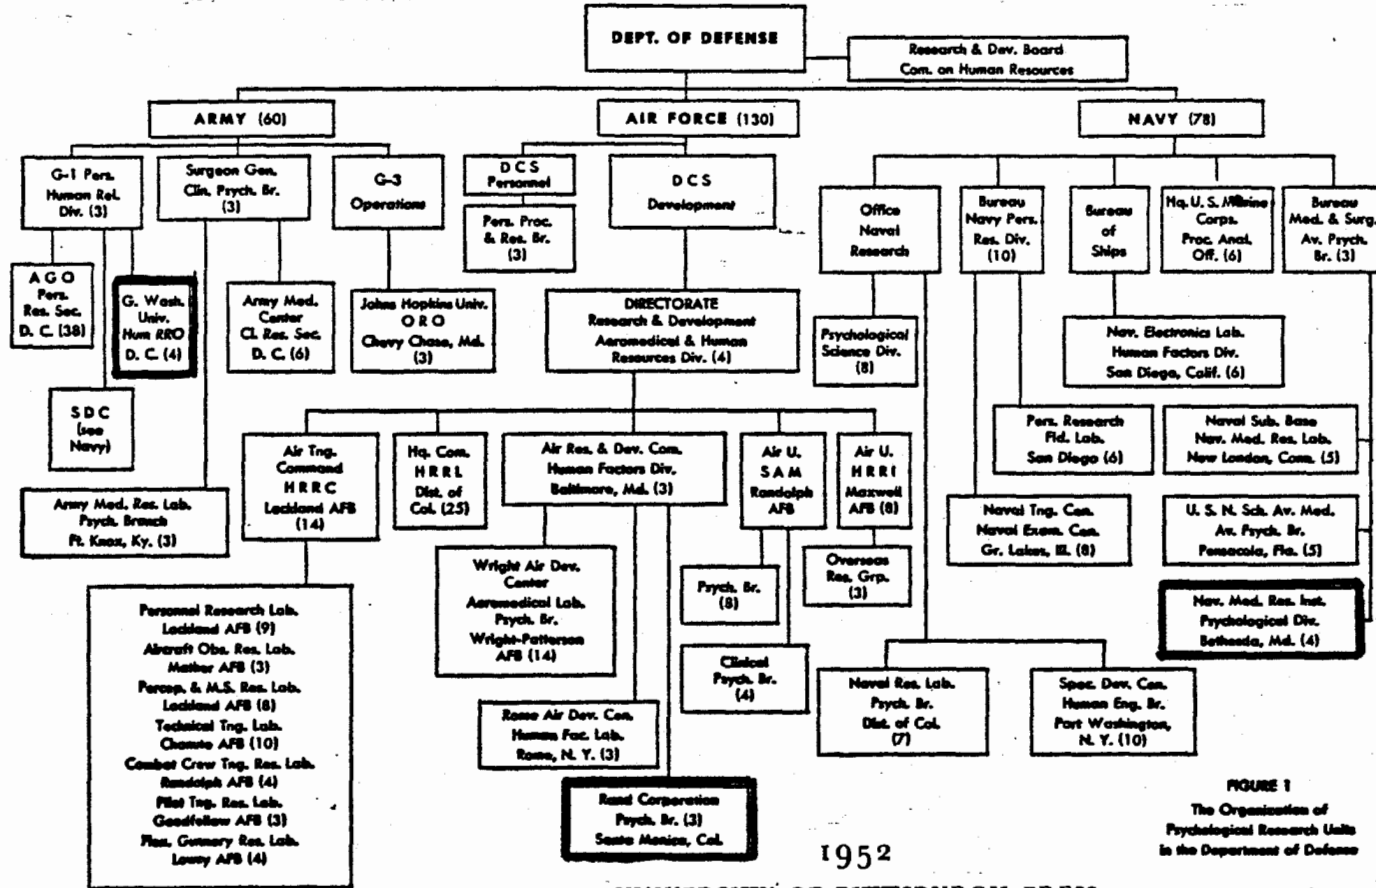 DEPT. OF DEFENSE
Research & Dev. Board
Com. on Human Resources
ARMY (60)
AIR FORCE (130)
NAVY (78)
G-1 Pers.
Human Rel.
Div. (3)
Surgeon Gen.
Clin. Psych. Br.
(3)
G-3
Operations
DCS
Personnel
DCS
Development
Pers. Proc.
& Res. Br.
(3)
Office
Naval
Research
Bureau
Navy Pers.
Res. Div.
(10)
Bureau
of
Ships
Hq. U. S. Marine
Corps.
Proc. Anal.
Off. (6)
Bureau
Med. & Surg.
Av. Psych.
Br. (3)
AGO
Pers.
Res. Sec.
D. C. (38)
G. Wash.
Univ.
Hum RRO
D. C. (4)
Army Med.
Center
Cl. Res. Sec.
D. C. (6)
Johns Hopkins Univ.
ORO
Chevy Chase, Md.
(3)
DIRECTORATE
Research & Development
Aeromedical & Human
Resources Div. (4)
Psychological
Science Div.
(8)
Nav. Electronics Lab.
Human Factors Div.
San Diego, Calif. (6)
SDC
(see
Navy)
Army Med. Res. Lab.
Psych. Branch
Ft. Knox, Ky. (3)
Air Tng.
Command
HRRC
Lackland AFB
(14)
Hq. Com.
HRRL
Dist. of
Col. (25)
Air Res. & Dev. Com.
Human Factors Div.
Baltimore, Md. (3)
Air U.
SAM
Randolph
AFB
Air U.
HRRI
Maxwell
AFB (8)
Pers. Research
Fld. Lab.
San Diego (6)
Naval Sub. Base
Nav. Med. Res. Lab.
New London, Conn. (5)
Naval Tng. Cen.
Naval Exam. Cen.
Gr. Lakes, Ill. (8)
U. S. N. Sch. Av. Med.
Av. Psych. Br.
Pensacola, Fla. (5)
Wright Air Dev.
Center
Aeromedical Lab.
Psych. Br.
Wright-Patterson
AFB (14)
Psych. Br.
(8)
Overseas
Res. Grp.
(3)
Nav. Med. Res. Inst.
Psychological Div.
Bethesda, Md. (4)
Personnel Research Lab.
Lackland AFB (9)
Aircraft Obs. Res. Lab.
Mather AFB (3)
Percep. & M.S. Res. Lab.
Lackland AFB (8)
Technical Tng. Lab.
Chanute AFB (10)
Combat Crew Tng. Res. Lab.
Randolph AFB (4)
Pilot Tng. Res. Lab.
Goodfellow AFB (3)
Gunnery Res. Lab.
Lowry AFB (4)
Clinical
Psych. Br.
(4)
Rome Air Dev. Cen.
Human Fac. Lab.
Rome, N. Y. (3)
Rand Corporation
Psych. Br. (3)
Santa Monica, Cal.
Naval Res. Lab.
Psych. Br.
Dist. of Col.
(7)
Spec. Dev. Cen.
Human Eng. Br.
Port Washington,
N. Y. (10)
FIGURE 1
The Organization of
Psychological Research Units
in the Department of Defense
1952